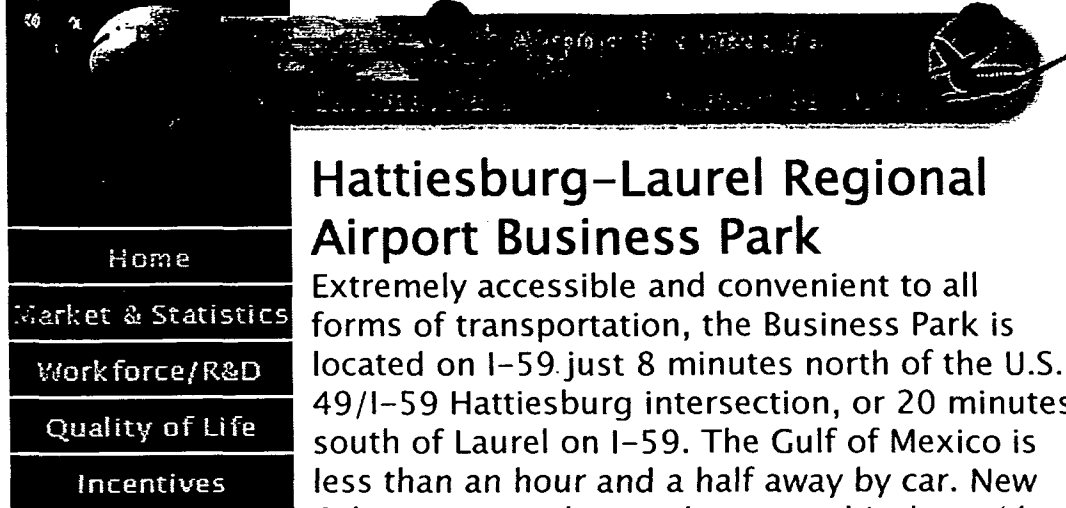 Home
Market & Statistics
Workforce/R&D
Quality of Life
Incentives
Hattiesburg–Laurel Regional
Airport Business Park
Extremely accessible and convenient to all
forms of transportation, the Business Park is
located on I–59 just 8 minutes north of the U.S.
49/I–59 Hattiesburg intersection, or 20 minutes
south of Laurel on I–59. The Gulf of Mexico is
less than an hour and a half away by car. New